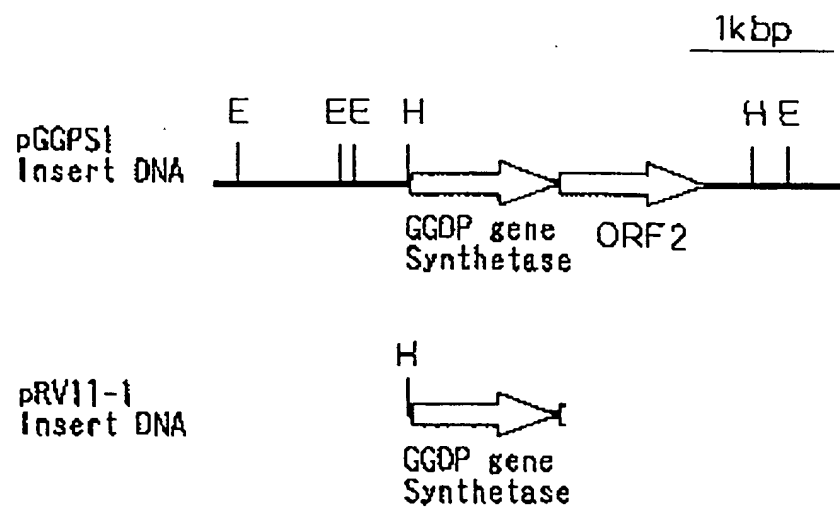 1kbp
E EE H H E
pGGPS1
Insert DNA
GGDP gene
Synthetase
ORF2
H
pRV11-1
Insert DNA
GGDP gene
Synthetase